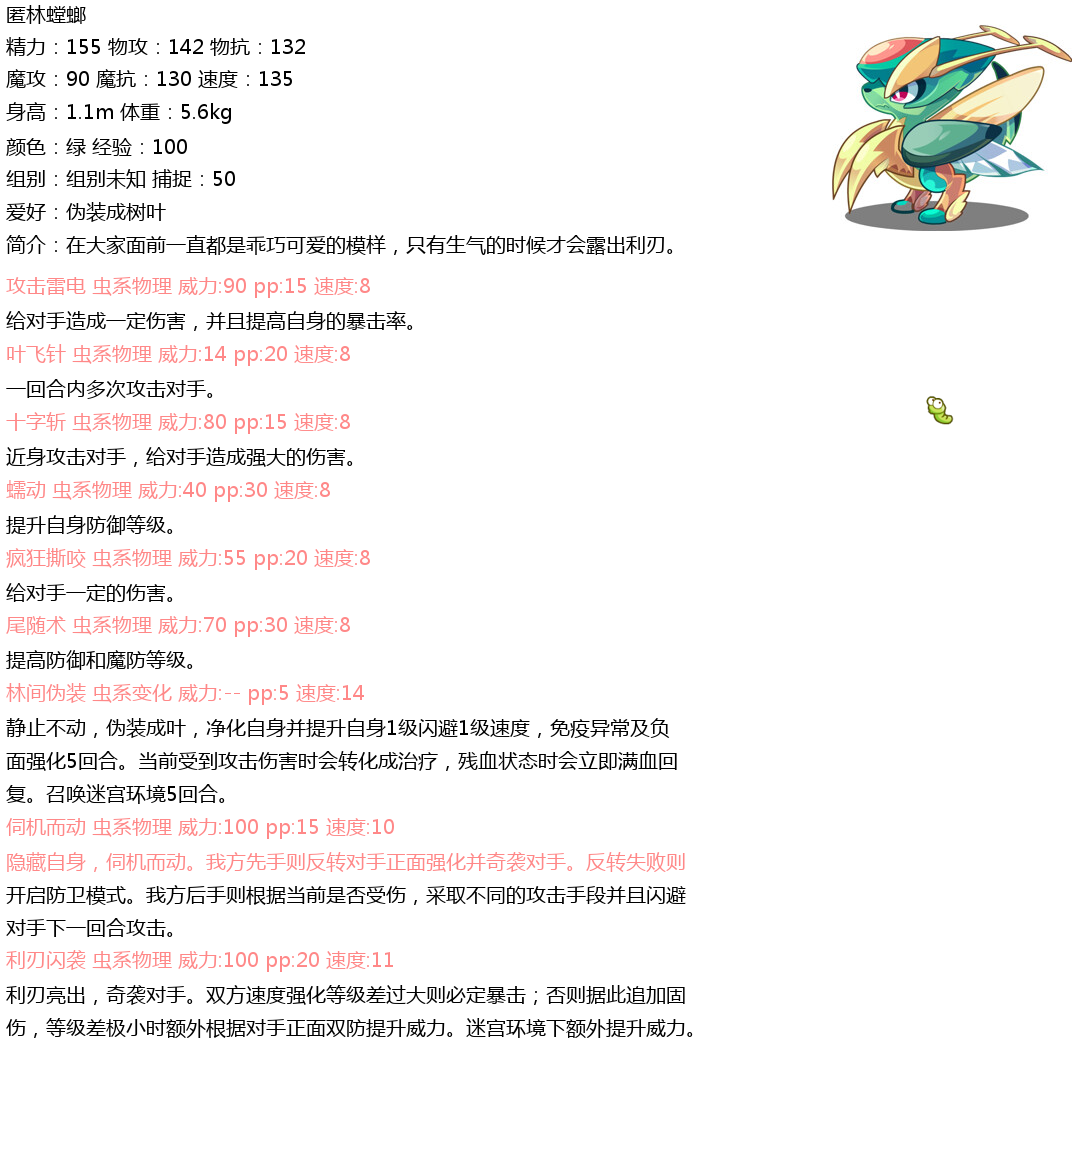 匿林螳螂
精力：155 物攻：142 物抗：132
魔攻：90 魔抗：130 速度：135
身高：1.1m 体重：5.6kg
颜色：绿 经验：100
组别：组别未知 捕捉：50
爱好：伪装成树叶
简介：在大家面前一直都是乖巧可爱的模样，只有生气的时候才会露出利刃。
攻击雷电 虫系物理 威力:90 pp:15 速度:8
给对手造成一定伤害，并且提高自身的暴击率。
叶飞针 虫系物理 威力:14 pp:20 速度:8
一回合内多次攻击对手。
十字斩 虫系物理 威力:80 pp:15 速度:8
近身攻击对手，给对手造成强大的伤害。
蠕动 虫系物理 威力:40 pp:30 速度:8
提升自身防御等级。
疯狂撕咬 虫系物理 威力:55 pp:20 速度:8
给对手一定的伤害。
尾随术 虫系物理 威力:70 pp:30 速度:8
提高防御和魔防等级。
林间伪装 虫系变化 威力:-- pp:5 速度:14
静止不动，伪装成叶，净化自身并提升自身1级闪避1级速度，免疫异常及负
面强化5回合。当前受到攻击伤害时会转化成治疗，残血状态时会立即满血回
复。召唤迷宫环境5回合。
伺机而动 虫系物理 威力:100 pp:15 速度:10
隐藏自身，伺机而动。我方先手则反转对手正面强化并奇袭对手。反转失败则
开启防卫模式。我方后手则根据当前是否受伤，采取不同的攻击手段并且闪避
对手下一回合攻击。
利刃闪袭 虫系物理 威力:100 pp:20 速度:11
利刃亮出，奇袭对手。双方速度强化等级差过大则必定暴击；否则据此追加固
伤，等级差极小时额外根据对手正面双防提升威力。迷宫环境下额外提升威力。